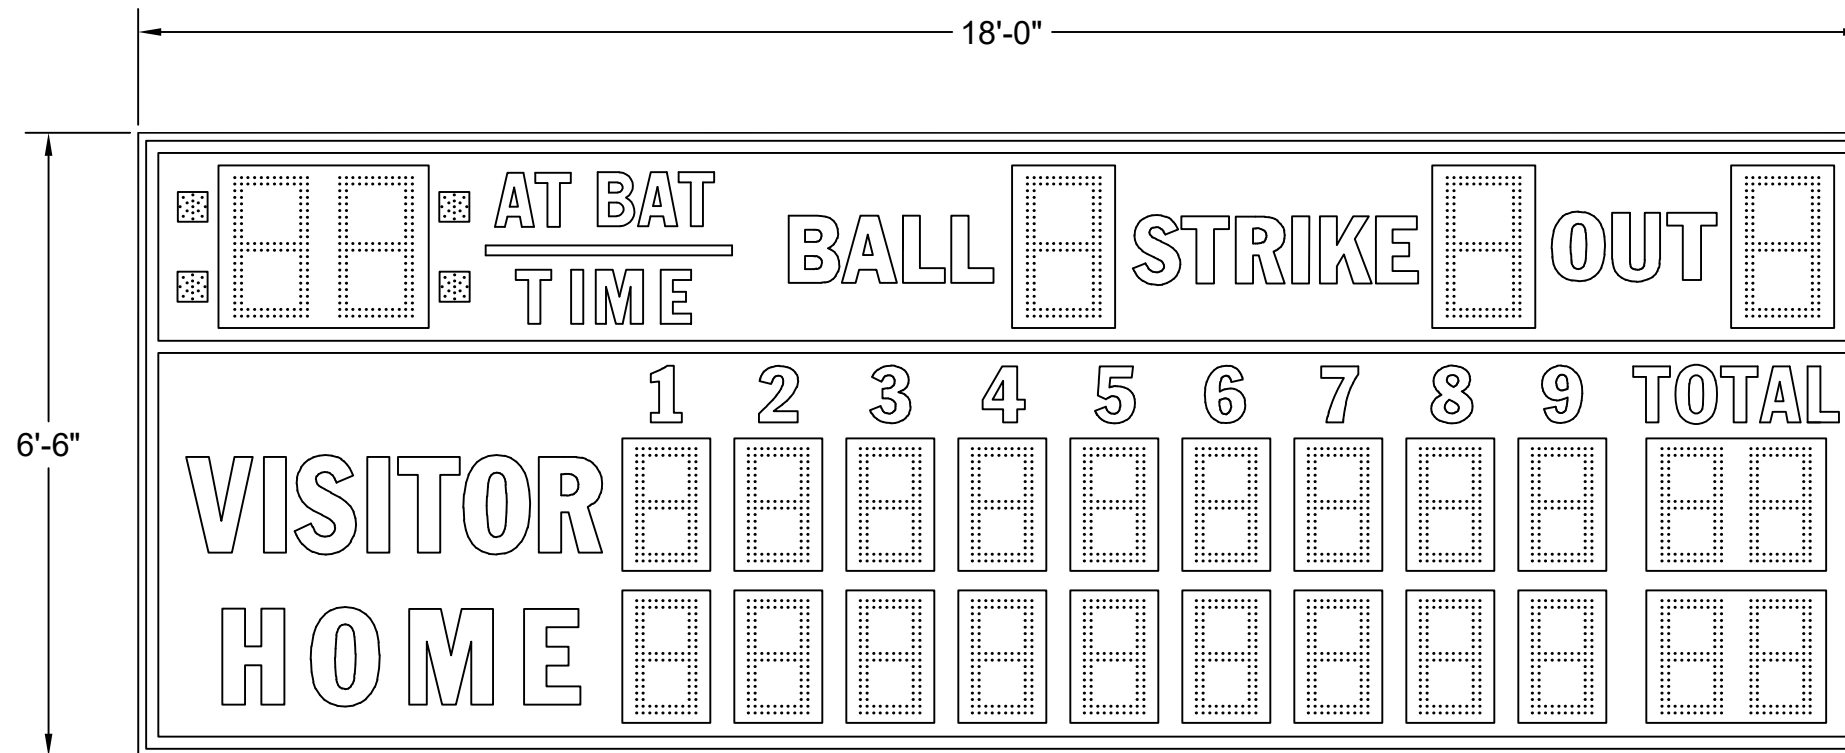 18'-0"
AT BAT
TIME
BALL STRIKE OUT
1 2 3 4 5 6 7 8 9 TOTAL
6'-6"
VISITOR
HOME